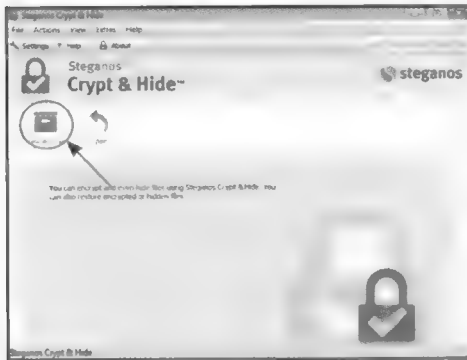 Steganos Crypt & Hide
File Actions View Extras Help
Settings ? Help About
Steganos
Crypt & Hide™
steganos
You can encrypt and even hide files using Steganos Crypt & Hide. You
can also restore encrypted or hidden files.
Steganos Crypt & Hide